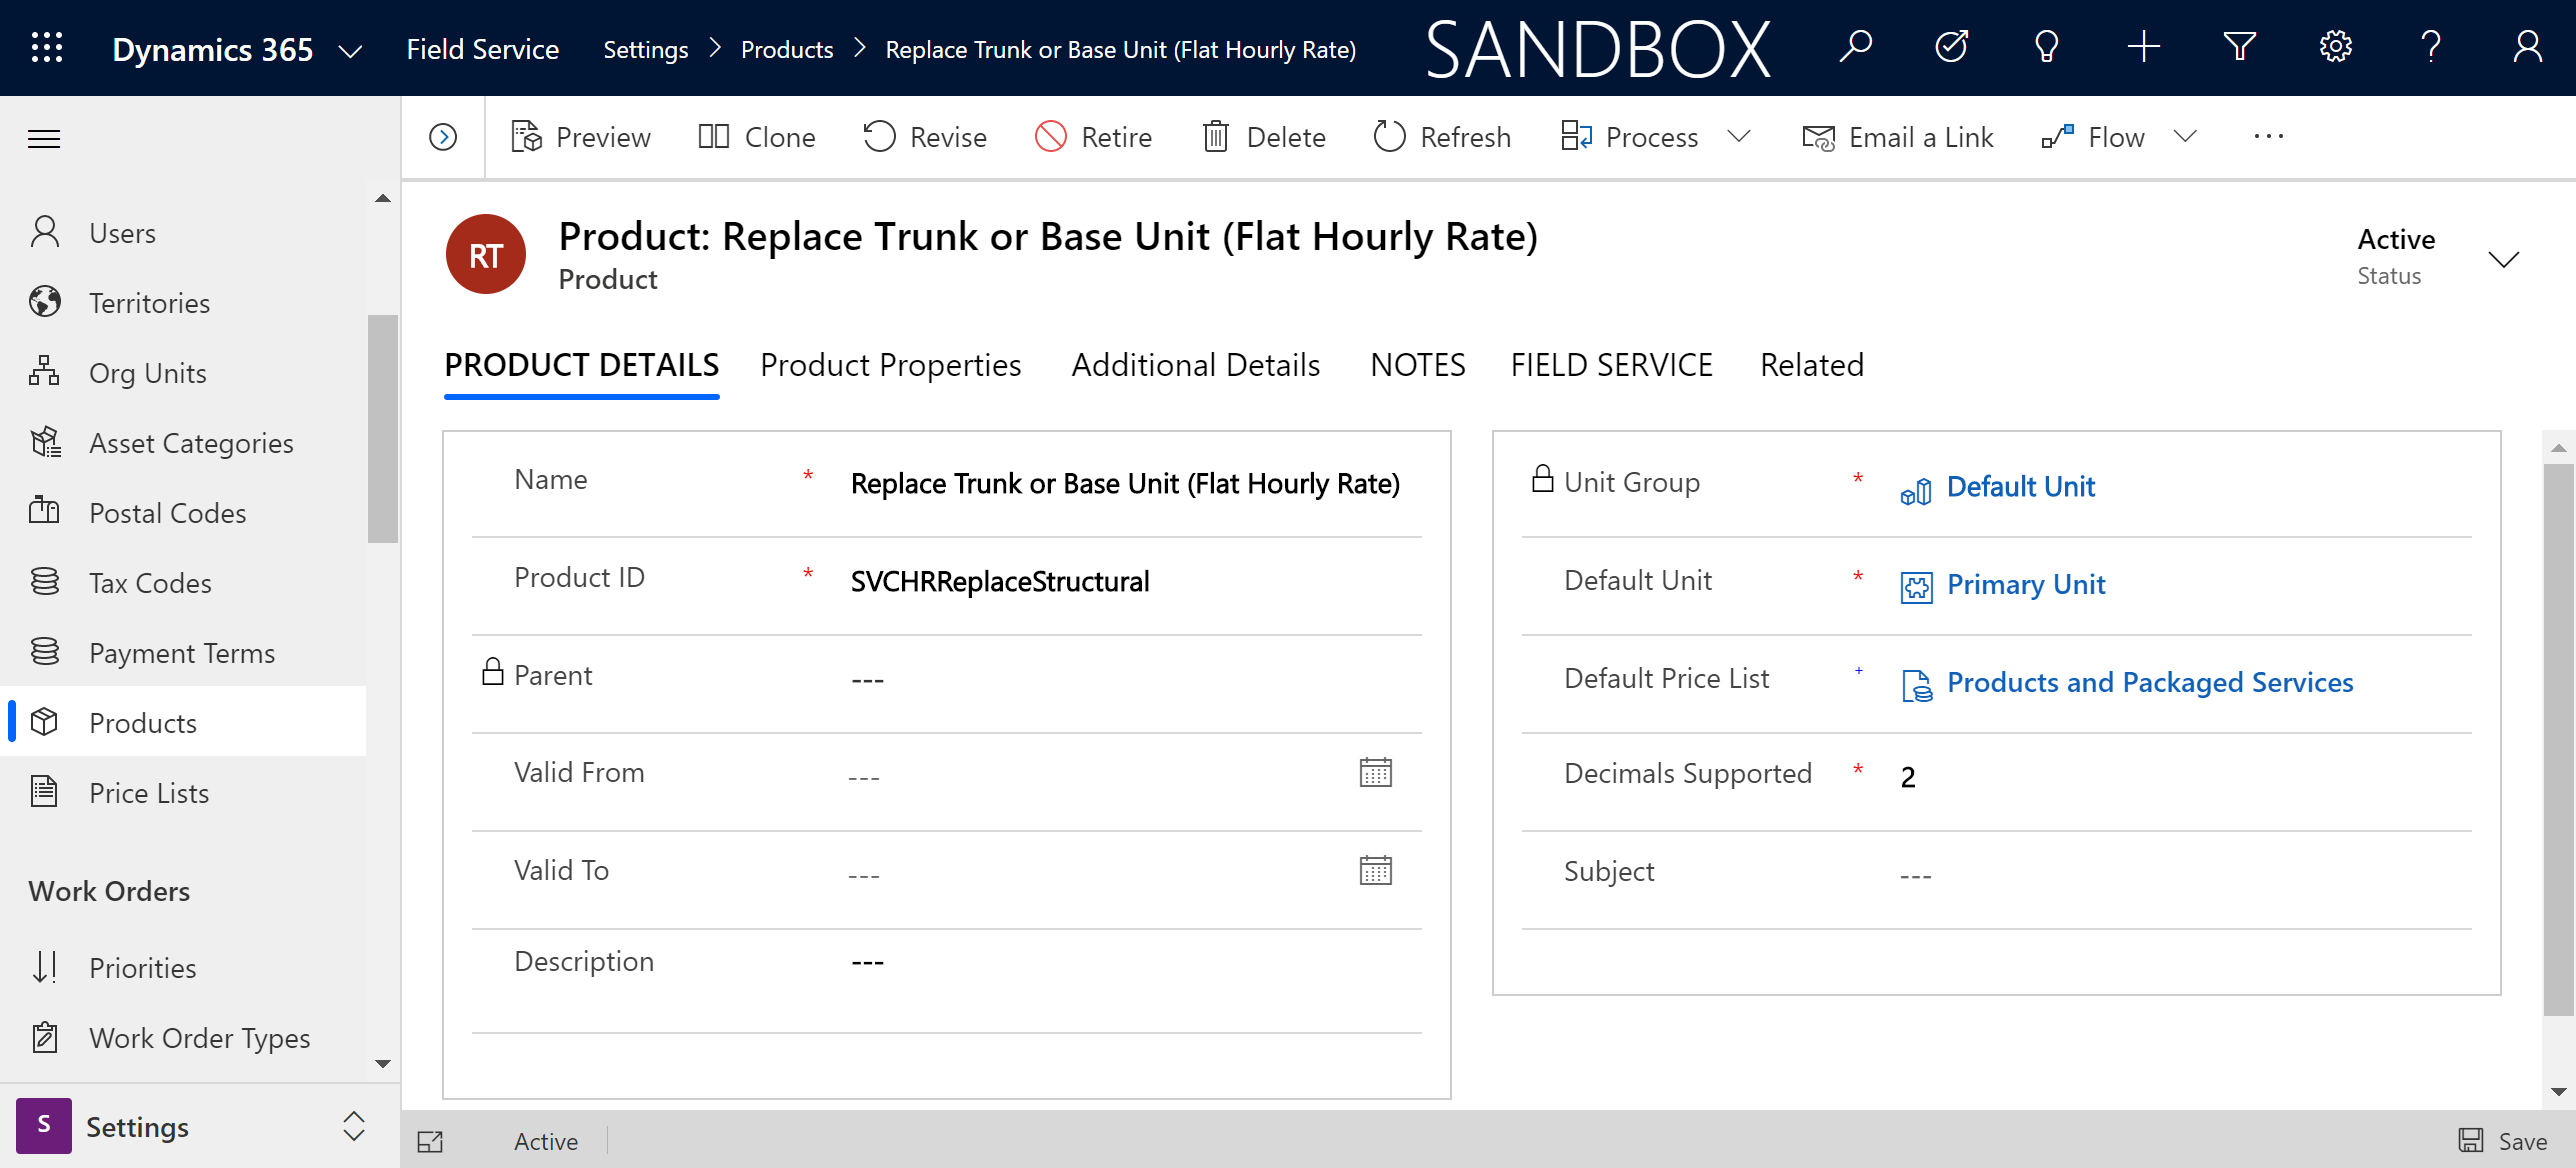 Dynamics 365
Field Service
Settings > Products > Replace Trunk or Base Unit (Flat Hourly Rate)
SANDBOX
Preview
Clone
Revise
Retire
Delete
Refresh
Process
Email a Link
Flow
Users
Territories
Org Units
Asset Categories
Postal Codes
Tax Codes
Payment Terms
Products
Price Lists
Work Orders
Priorities
Work Order Types
S Settings
RT
Product: Replace Trunk or Base Unit (Flat Hourly Rate)
Product
Active
Status
PRODUCT DETAILS
Product Properties
Additional Details
NOTES
FIELD SERVICE
Related
Name * Replace Trunk or Base Unit (Flat Hourly Rate)
Product ID * SVCHRReplaceStructural
Parent ---
Valid From ---
Valid To ---
Description ---
Unit Group * Default Unit
Default Unit * Primary Unit
Default Price List + Products and Packaged Services
Decimals Supported * 2
Subject ---
Active
Save